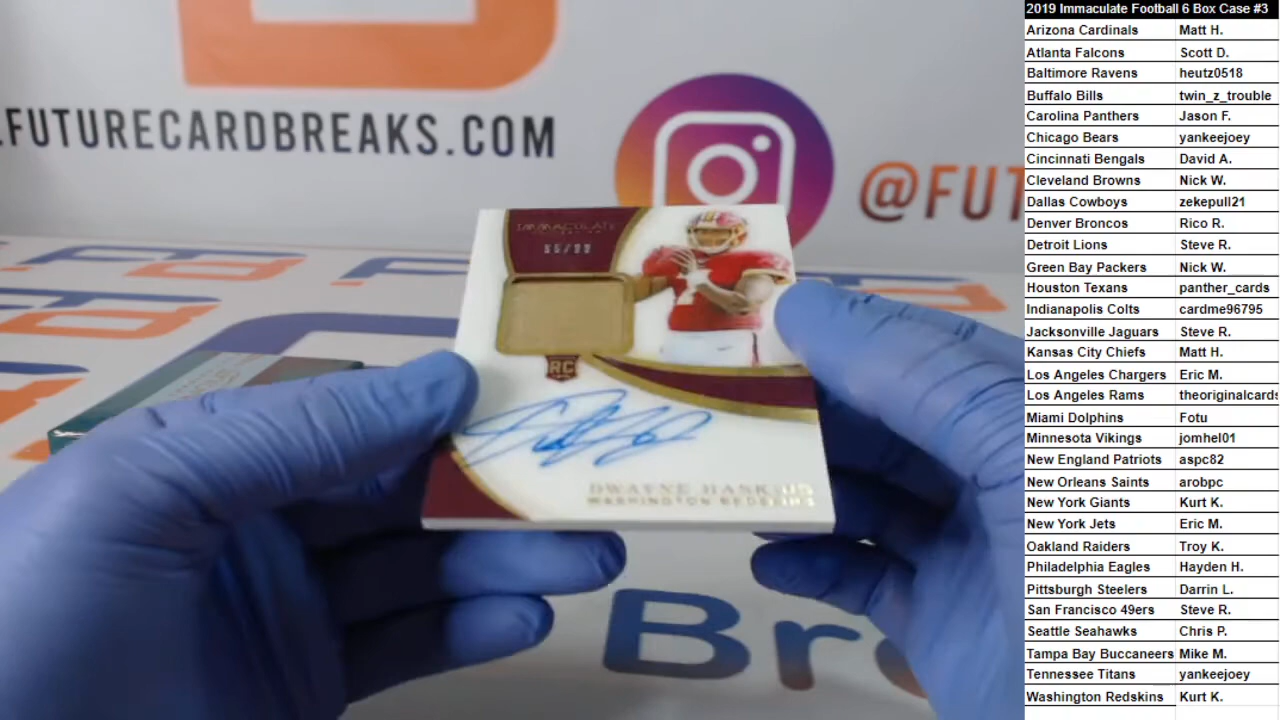 .FUTURECARDBREAKS.COM
@FUT
IMMACULATE
RC
DWAYNE HASKINS
WASHINGTON REDSKINS
Bre
2019 Immaculate Football 6 Box Case #3
Arizona Cardinals Matt H.
Atlanta Falcons Scott D.
Baltimore Ravens heutz0518
Buffalo Bills twin_z_trouble
Carolina Panthers Jason F.
Chicago Bears yankeejoey
Cincinnati Bengals David A.
Cleveland Browns Nick W.
Dallas Cowboys zekepull21
Denver Broncos Rico R.
Detroit Lions Steve R.
Green Bay Packers Nick W.
Houston Texans panther_cards
Indianapolis Colts cardme96795
Jacksonville Jaguars Steve R.
Kansas City Chiefs Matt H.
Los Angeles Chargers Eric M.
Los Angeles Rams theoriginalcards
Miami Dolphins Fotu
Minnesota Vikings jomhel01
New England Patriots aspc82
New Orleans Saints arobpc
New York Giants Kurt K.
New York Jets Eric M.
Oakland Raiders Troy K.
Philadelphia Eagles Hayden H.
Pittsburgh Steelers Darrin L.
San Francisco 49ers Steve R.
Seattle Seahawks Chris P.
Tampa Bay Buccaneers Mike M.
Tennessee Titans yankeejoey
Washington Redskins Kurt K.